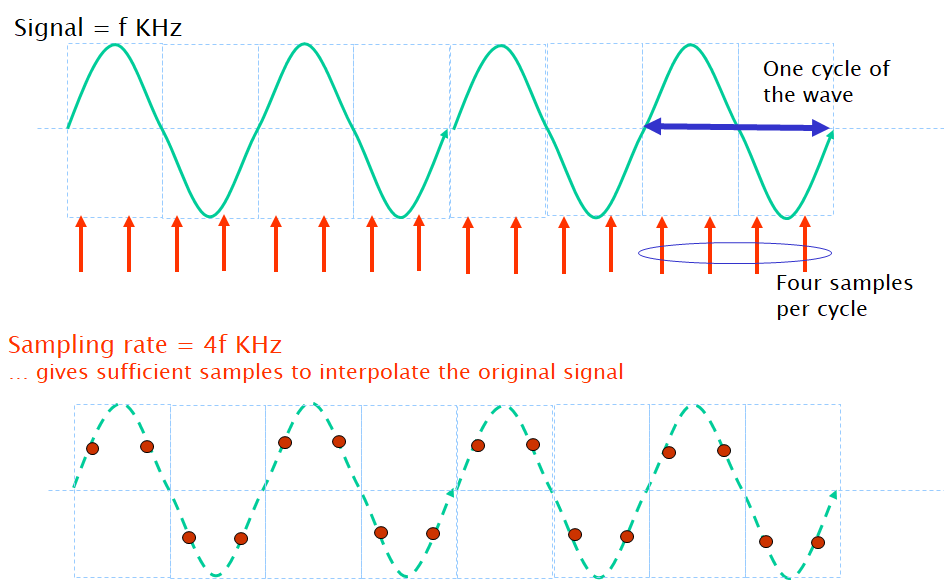 Signal = f KHz
One cycle of
the wave
Four samples
per cycle
Sampling rate = 4f KHz
... gives sufficient samples to interpolate the original signal